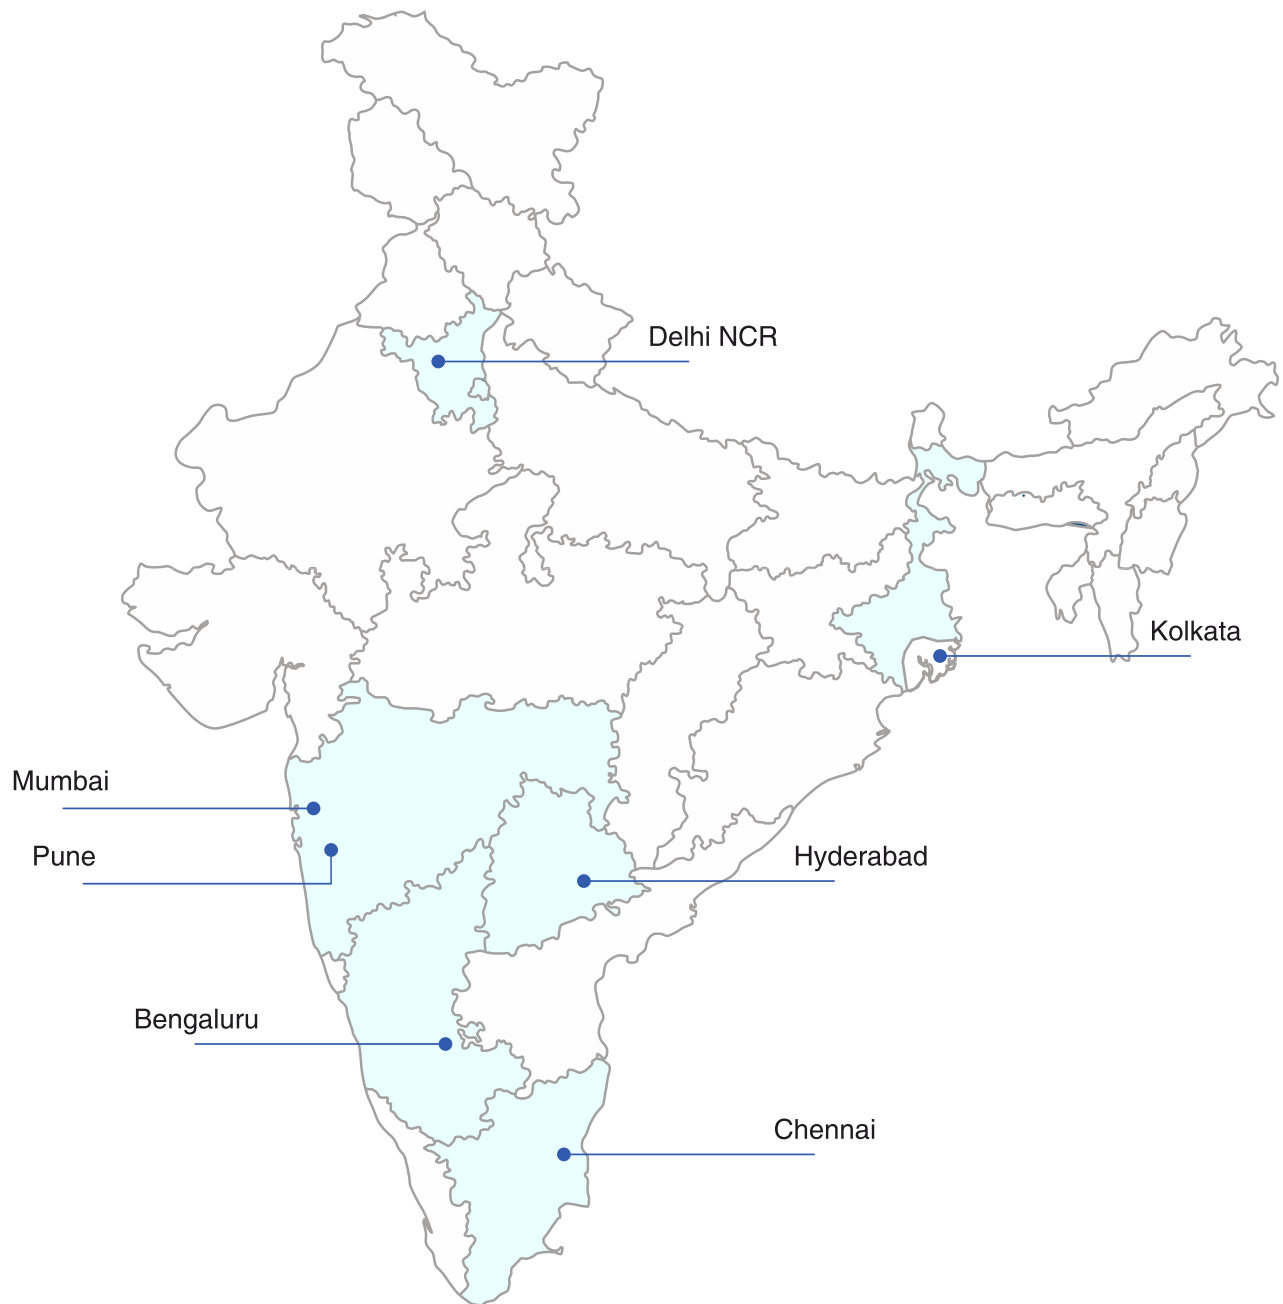 Delhi NCR
Kolkata
Mumbai
Pune
Hyderabad
Bengaluru
Chennai